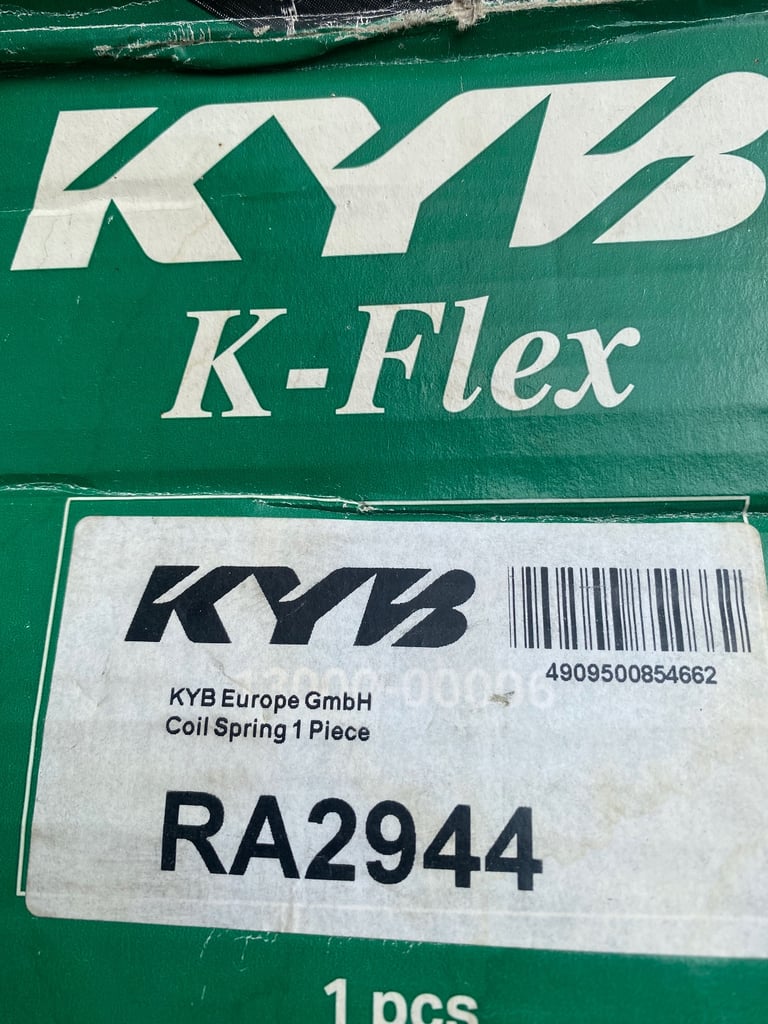 KYB
K-Flex
KYB
4909500854662
KYB Europe GmbH
Coil Spring 1 Piece
RA2944
1 pcs